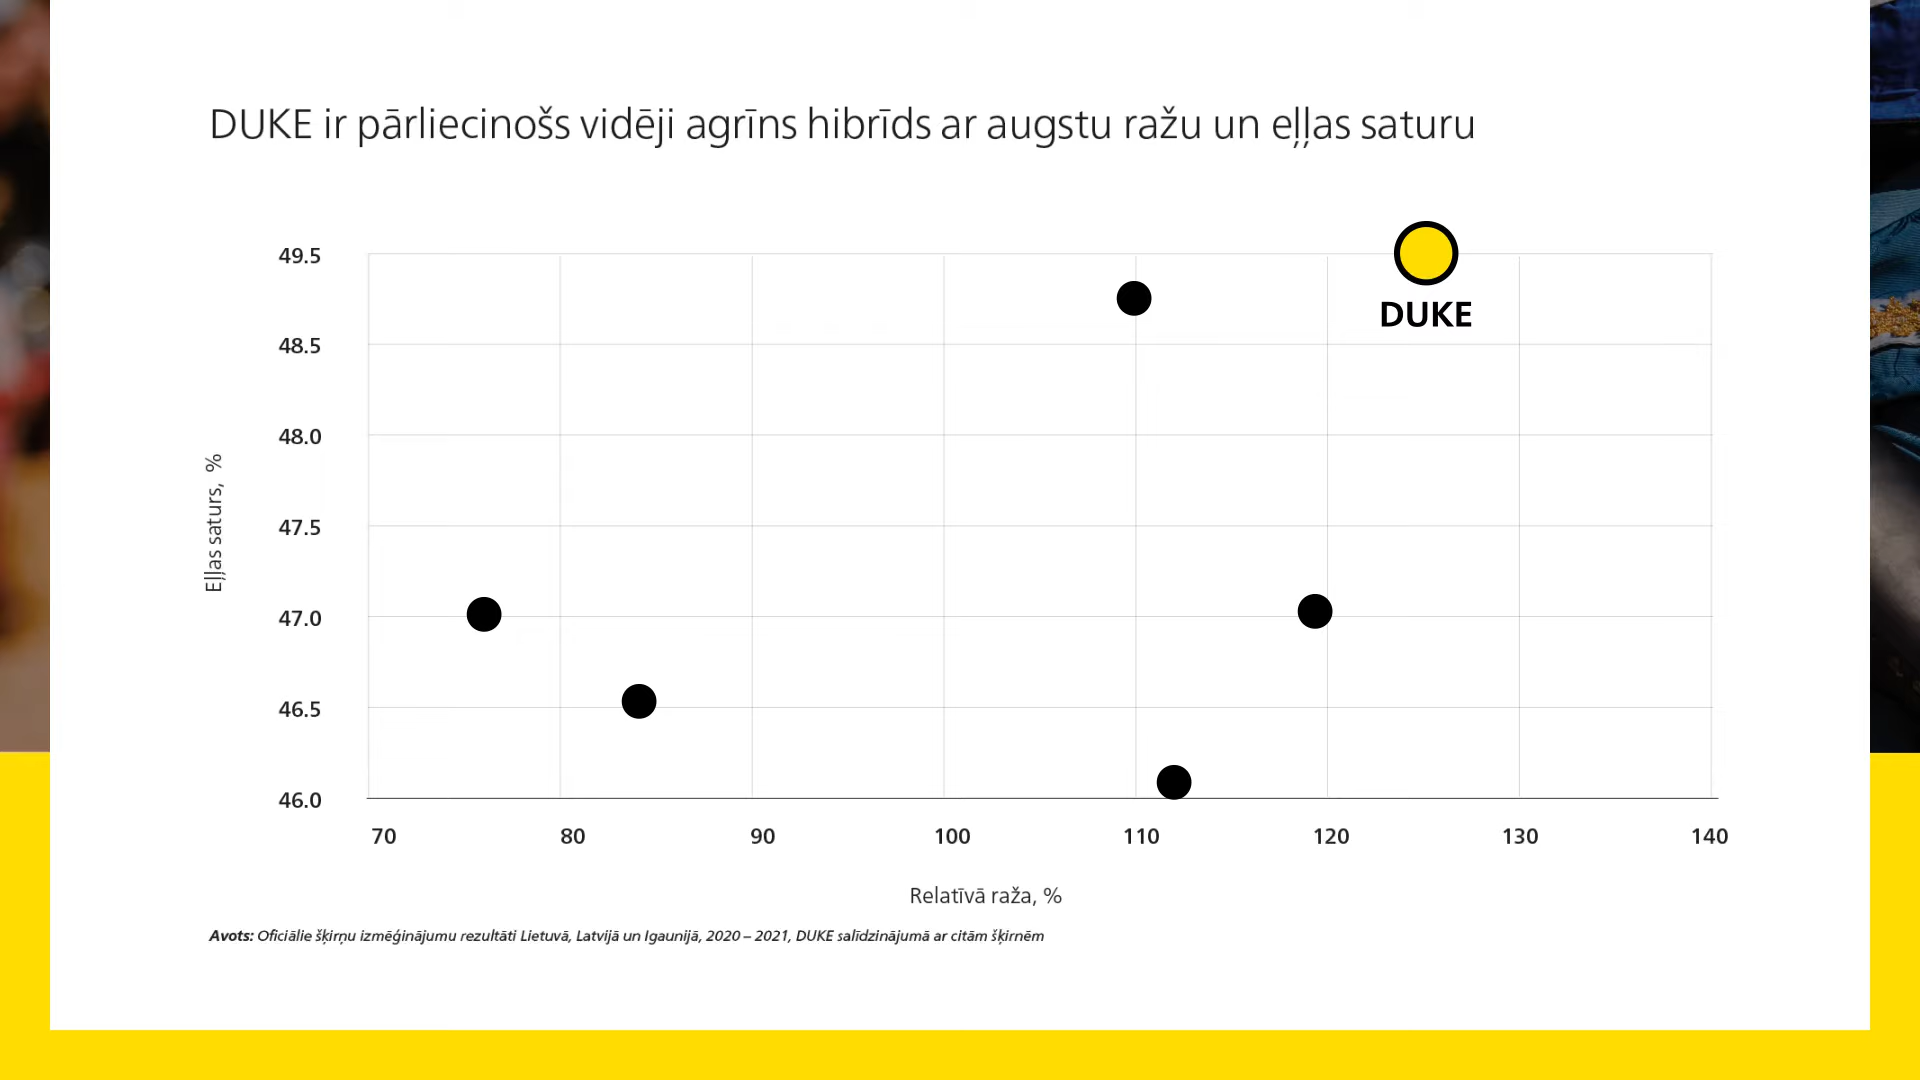 DUKE ir pārliecinošs vidēji agrīns hibrīds ar augstu ražu un eļļas saturu
49.5
DUKE
48.5
48.0
Eļļas saturs, %
47.5
47.0
46.5
46.0
70 80 90 100 110 120 130 140
Relatīvā raža, %
Avots: Oficiālie šķirņu izmēģinājumu rezultāti Lietuvā, Latvijā un Igaunijā, 2020 – 2021, DUKE salīdzinājumā ar citām šķirnēm